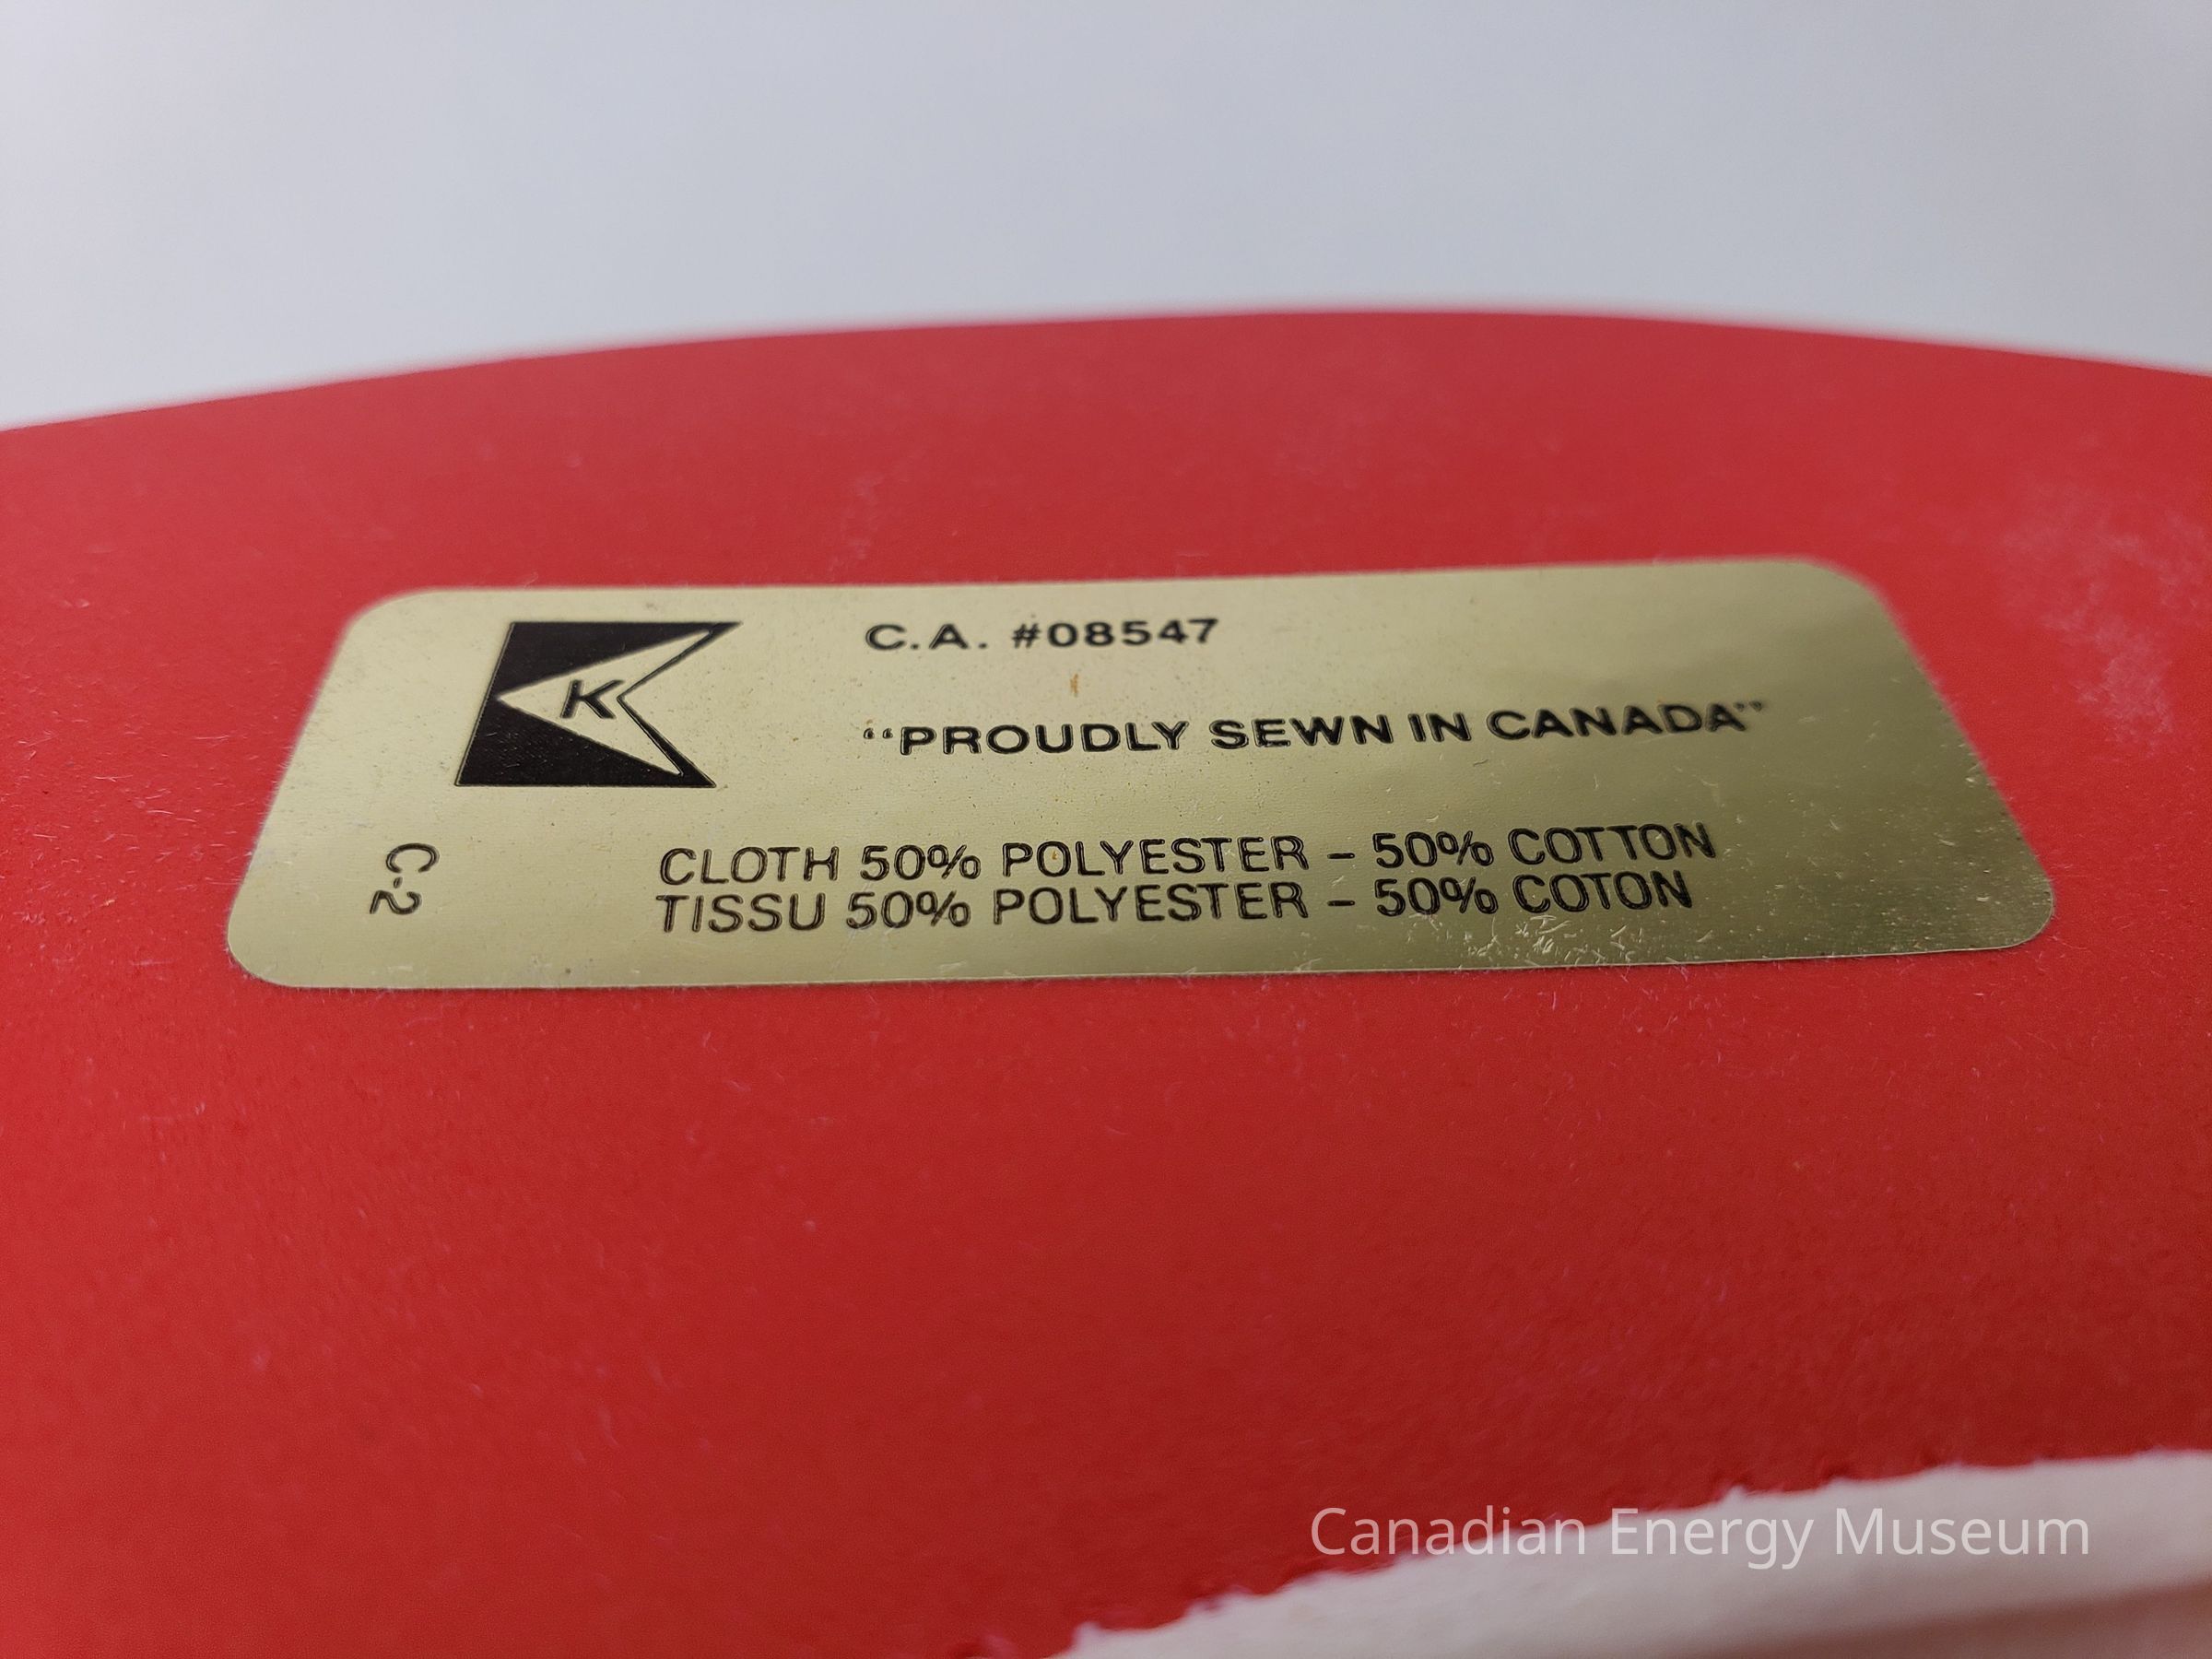 K
C.A. #08547
“PROUDLY SEWN IN CANADA”
C-2
CLOTH 50% POLYESTER – 50% COTTON
TISSU 50% POLYESTER – 50% COTON
Canadian Energy Museum